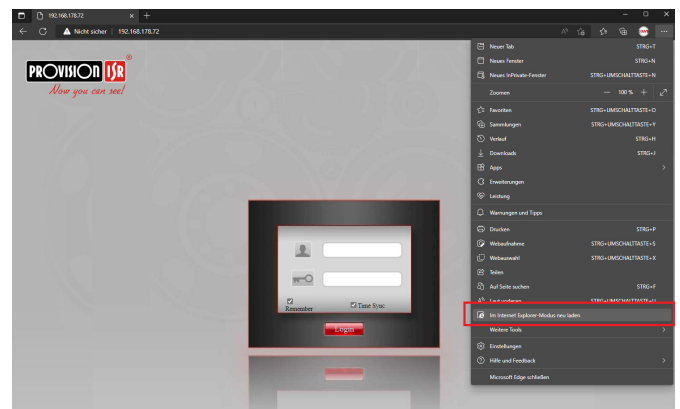 192.168.178.72
Nicht sicher | 192.168.178.72
PROVISION ISR®
Now you can see!
Remember
Time Sync
Login
Neuer Tab STRG+T
Neues Fenster STRG+N
Neues InPrivate-Fenster STRG+UMSCHALTTASTE+N
Zoomen — 100 % +
Favoriten STRG+UMSCHALTTASTE+O
Sammlungen STRG+UMSCHALTTASTE+Y
Verlauf STRG+H
Downloads STRG+J
Apps
Erweiterungen
Leistung
Warnungen und Tipps
Drucken STRG+P
Webaufnahme STRG+UMSCHALTTASTE+S
Webauswahl STRG+UMSCHALTTASTE+X
Teilen
Auf Seite suchen STRG+F
Laut vorlesen STRG+UMSCHALTTASTE+U
Im Internet Explorer-Modus neu laden
Weitere Tools
Einstellungen
Hilfe und Feedback
Microsoft Edge schließen